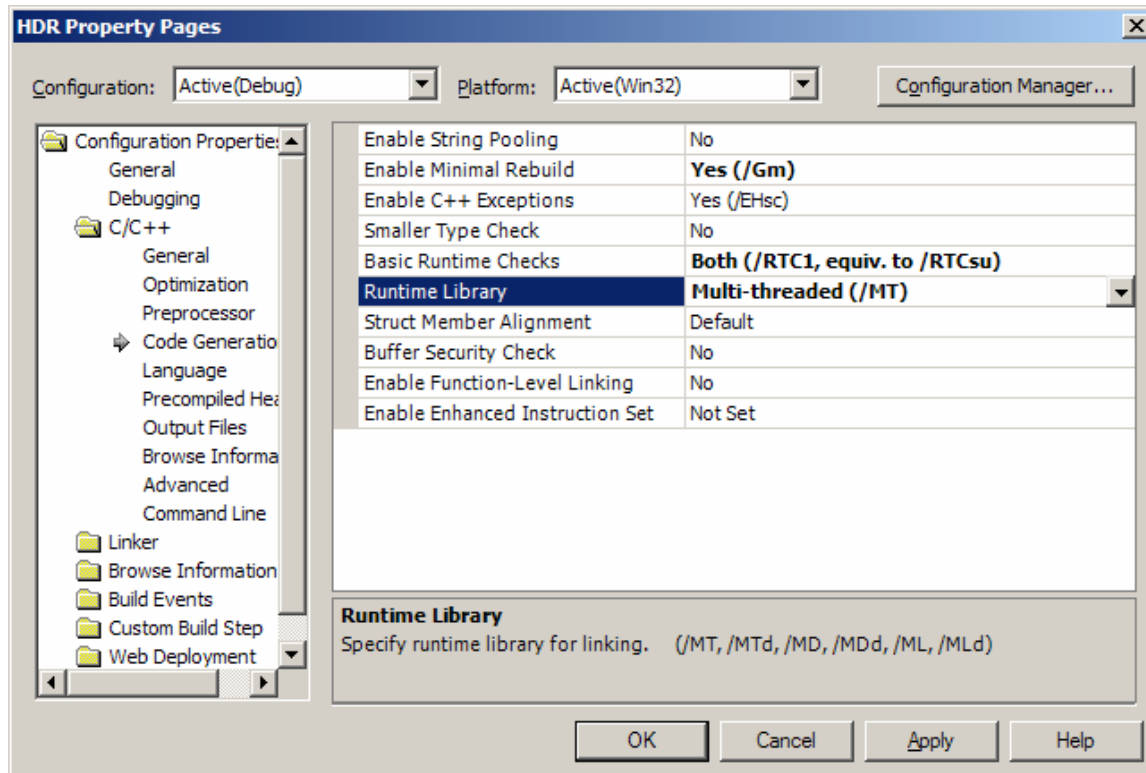 HDR Property Pages
Configuration: Active(Debug) Platform: Active(Win32) Configuration Manager...
Configuration Propertie
General
Debugging
C/C++
General
Optimization
Preprocessor
Code Generatio
Language
Precompiled Hea
Output Files
Browse Informa
Advanced
Command Line
Linker
Browse Information
Build Events
Custom Build Step
Web Deployment
Enable String Pooling No
Enable Minimal Rebuild Yes (/Gm)
Enable C++ Exceptions Yes (/EHsc)
Smaller Type Check No
Basic Runtime Checks Both (/RTC1, equiv. to /RTCsu)
Runtime Library Multi-threaded (/MT)
Struct Member Alignment Default
Buffer Security Check No
Enable Function-Level Linking No
Enable Enhanced Instruction Set Not Set
Runtime Library
Specify runtime library for linking. (/MT, /MTd, /MD, /MDd, /ML, /MLd)
OK Cancel Apply Help